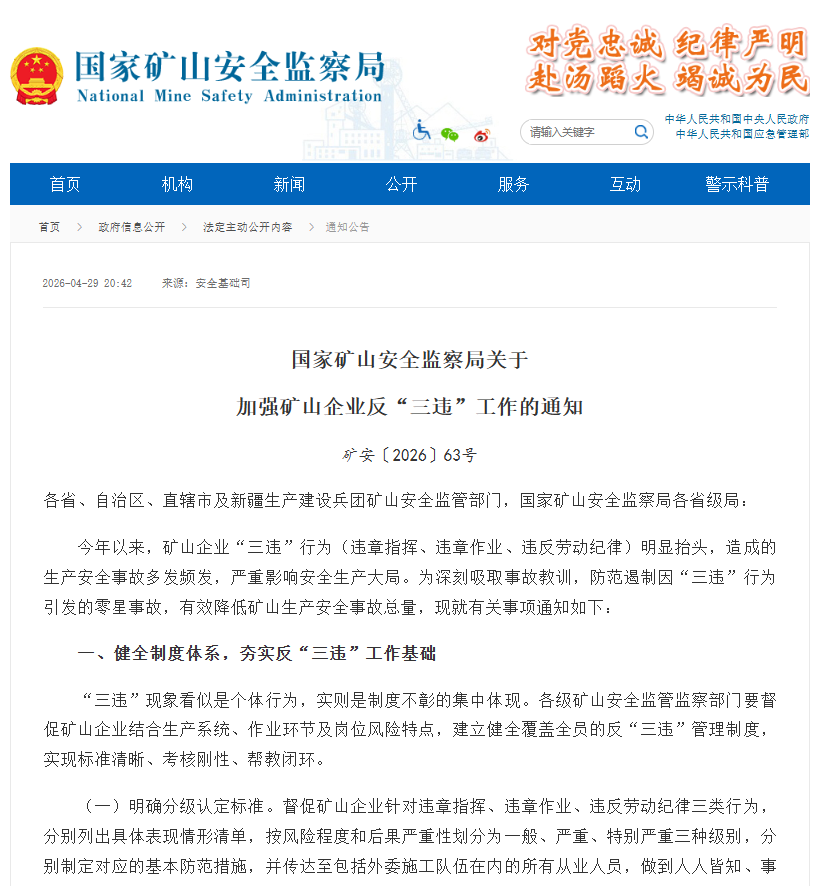 国家矿山安全监察局
National Mine Safety Administration
对党忠诚 纪律严明
赴汤蹈火 竭诚为民
请输入关键字
中华人民共和国中央人民政府
中华人民共和国应急管理部
首页 机构 新闻 公开 服务 互动 警示科普
首页 > 政府信息公开 > 法定主动公开内容 > 通知公告
2026-04-29 20:42 来源：安全基础司
国家矿山安全监察局关于
加强矿山企业反“三违”工作的通知
矿安〔2026〕63号
各省、自治区、直辖市及新疆生产建设兵团矿山安全监管部门，国家矿山安全监察局各省级局：
今年以来，矿山企业“三违”行为（违章指挥、违章作业、违反劳动纪律）明显抬头，造成的
生产安全事故多发频发，严重影响安全生产大局。为深刻吸取事故教训，防范遏制因“三违”行为
引发的零星事故，有效降低矿山生产安全事故总量，现就有关事项通知如下：
一、健全制度体系，夯实反“三违”工作基础
“三违”现象看似是个体行为，实则是制度不彰的集中体现。各级矿山安全监管监察部门要督
促矿山企业结合生产系统、作业环节及岗位风险特点，建立健全覆盖全员的反“三违”管理制度，
实现标准清晰、考核刚性、帮教闭环。
（一）明确分级认定标准。督促矿山企业针对违章指挥、违章作业、违反劳动纪律三类行为，
分别列出具体表现情形清单，按风险程度和后果严重性划分为一般、严重、特别严重三种级别，分
别制定对应的基本防范措施，并传达至包括外委施工队伍在内的所有从业人员，做到人人皆知、事